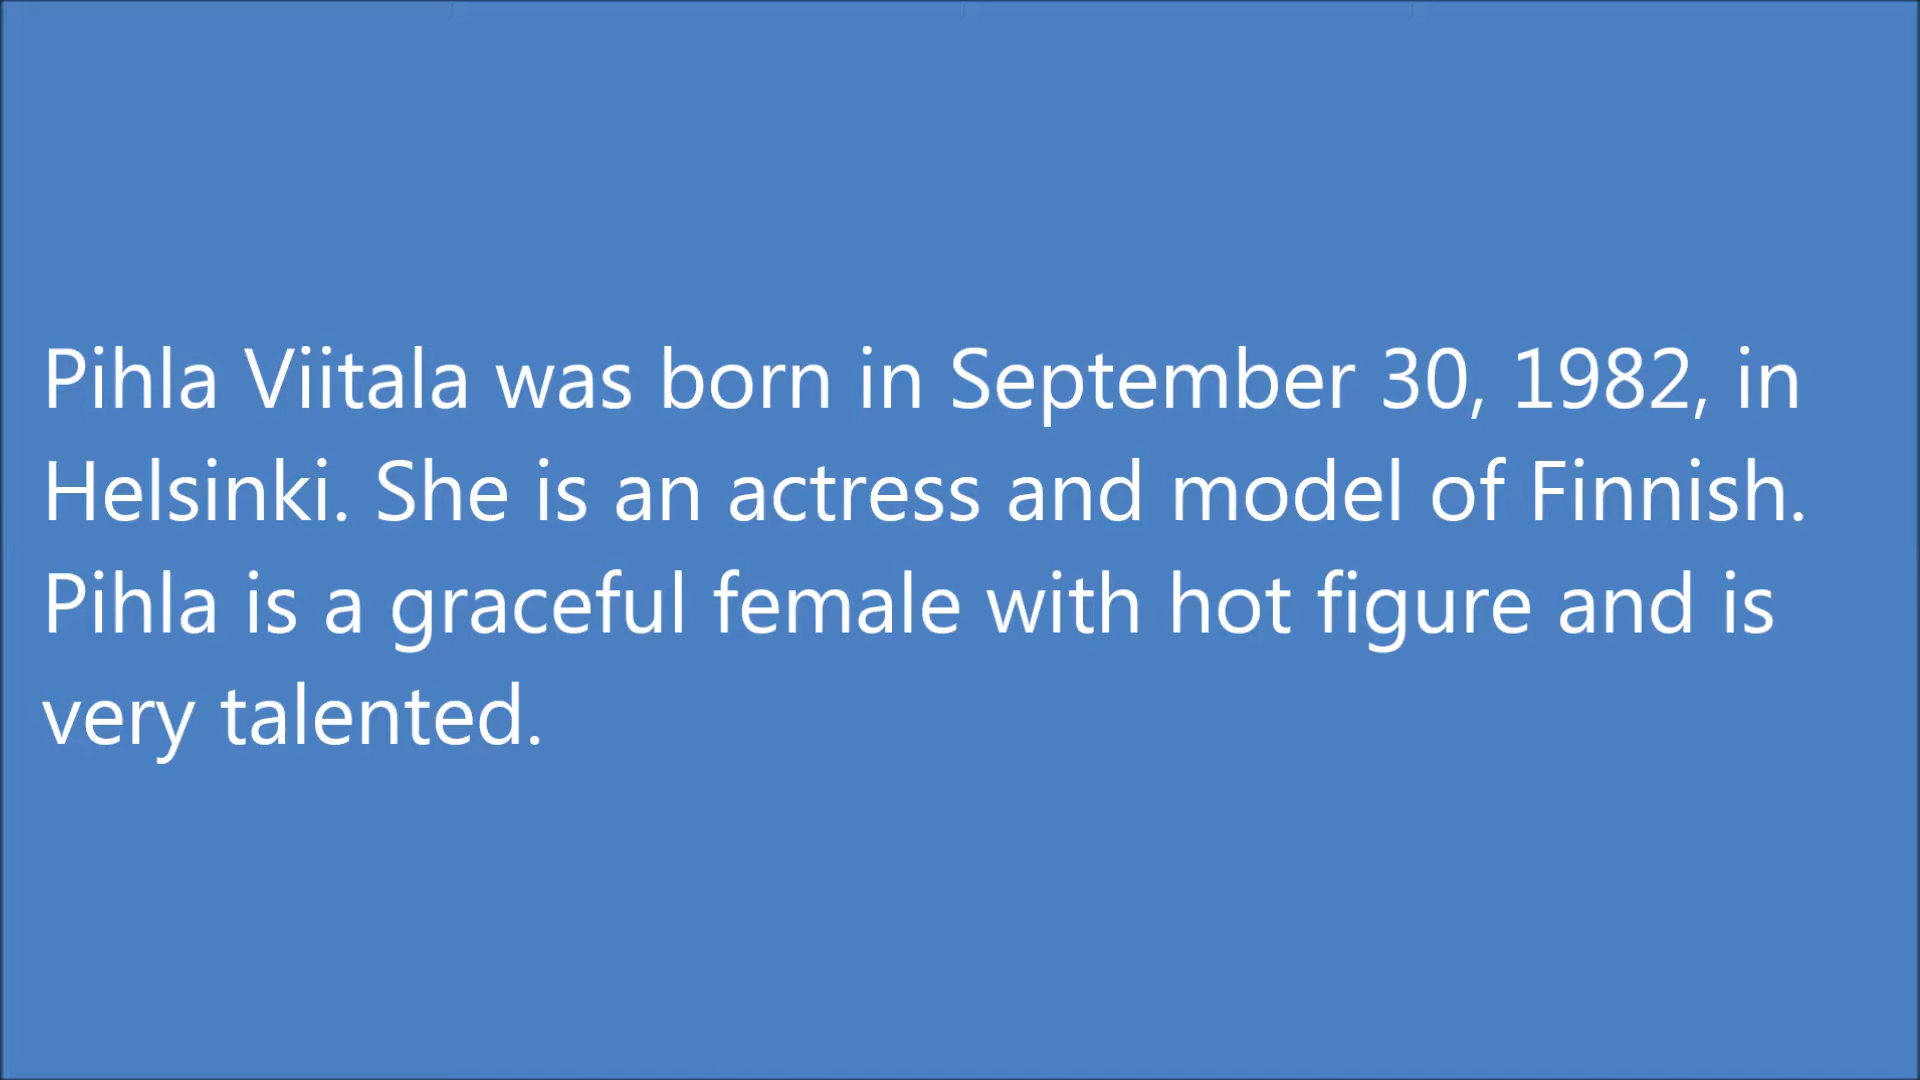 Pihla Viitala was born in September 30, 1982, in
Helsinki. She is an actress and model of Finnish.
Pihla is a graceful female with hot figure and is
very talented.